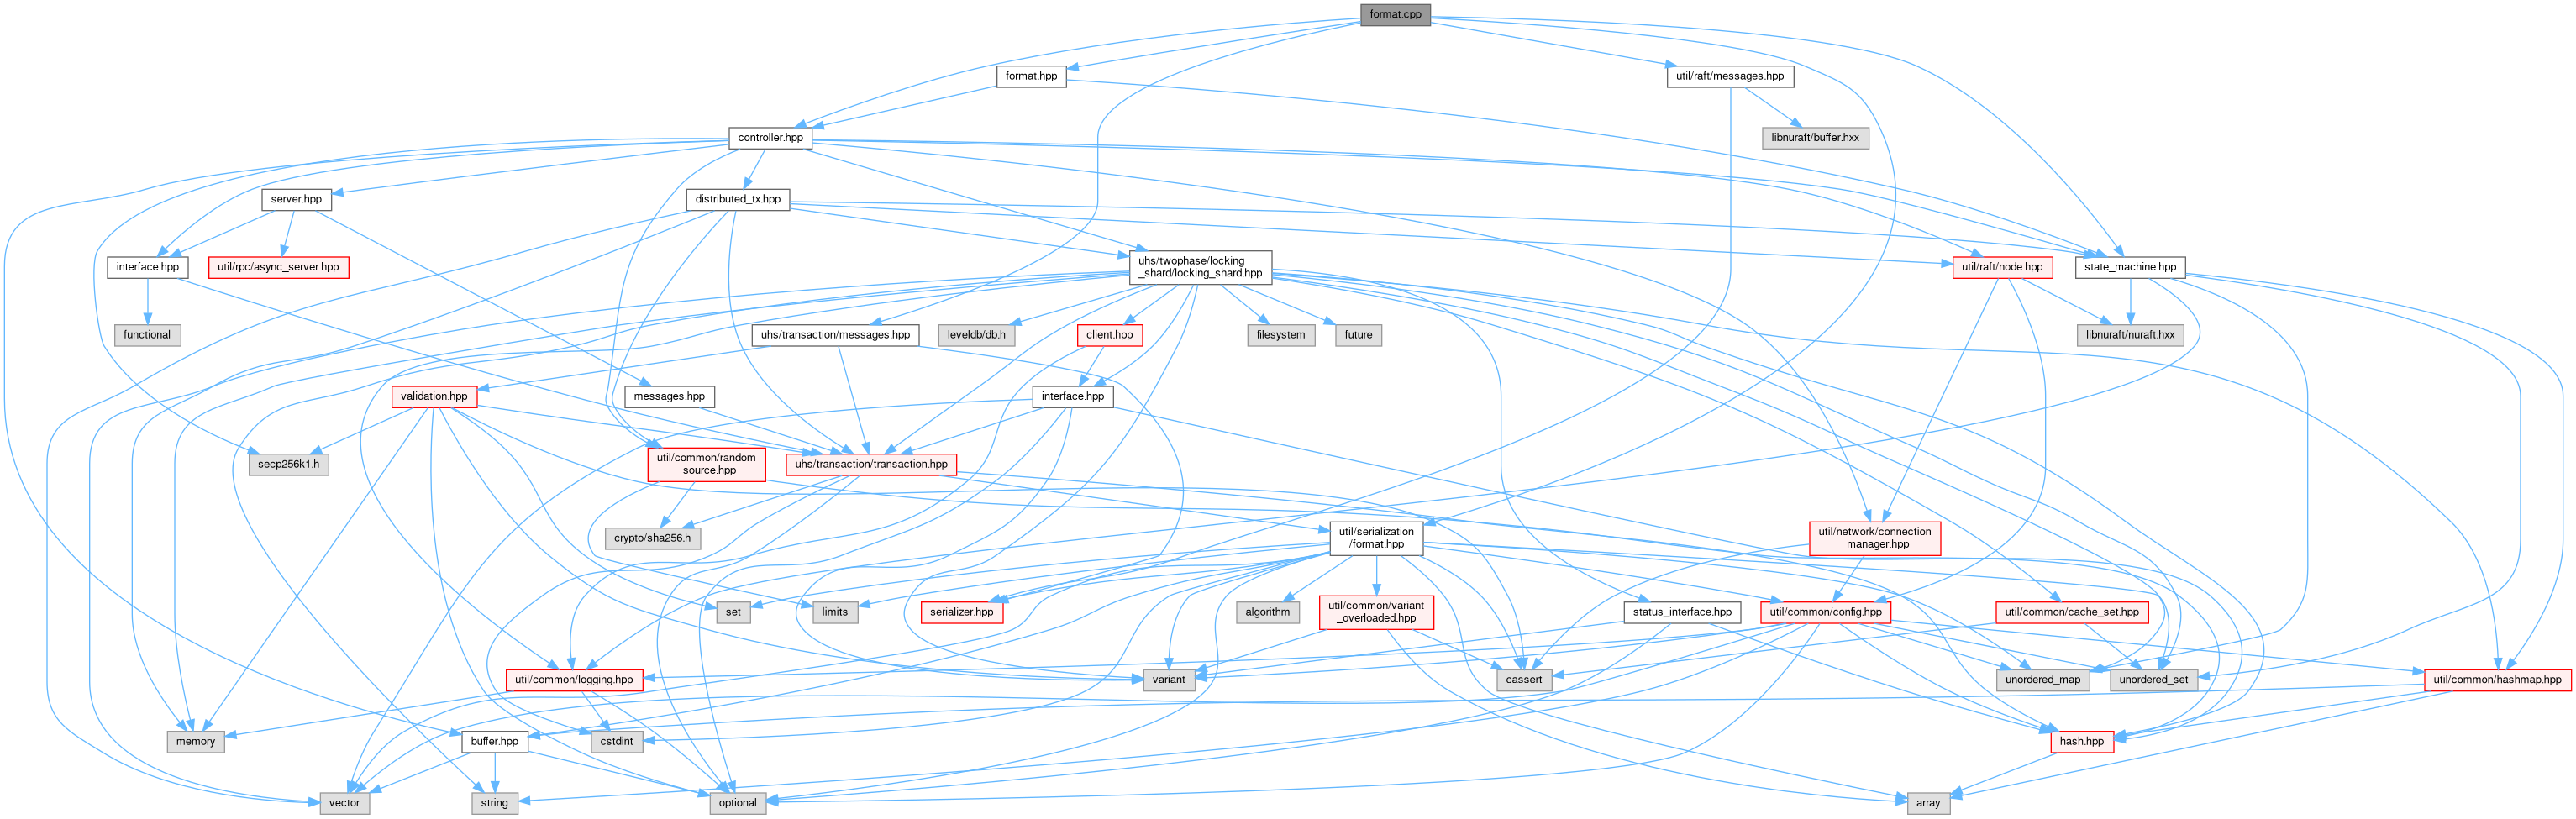 format.cpp
format.hpp
util/raft/messages.hpp
controller.hpp
libnuraft/buffer.hxx
server.hpp
distributed_tx.hpp
interface.hpp
util/rpc/async_server.hpp
uhs/twophase/locking
_shard/locking_shard.hpp
util/raft/node.hpp
state_machine.hpp
functional
uhs/transaction/messages.hpp
leveldb/db.h
client.hpp
filesystem
future
libnuraft/nuraft.hxx
validation.hpp
messages.hpp
interface.hpp
secp256k1.h
util/common/random
_source.hpp
uhs/transaction/transaction.hpp
crypto/sha256.h
util/serialization
/format.hpp
util/network/connection
_manager.hpp
set
limits
serializer.hpp
algorithm
util/common/variant
_overloaded.hpp
status_interface.hpp
util/common/config.hpp
util/common/cache_set.hpp
util/common/logging.hpp
variant
cassert
unordered_map
unordered_set
util/common/hashmap.hpp
memory
buffer.hpp
cstdint
hash.hpp
vector
string
optional
array